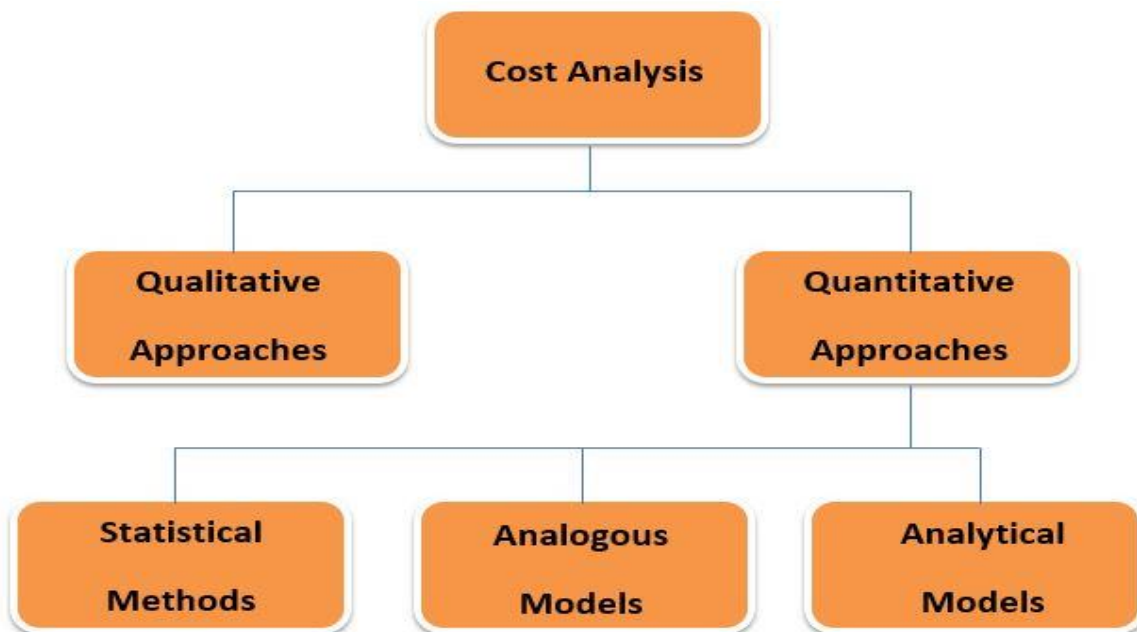 Cost Analysis
Qualitative
Approaches
Quantitative
Approaches
Statistical
Methods
Analogous
Models
Analytical
Models